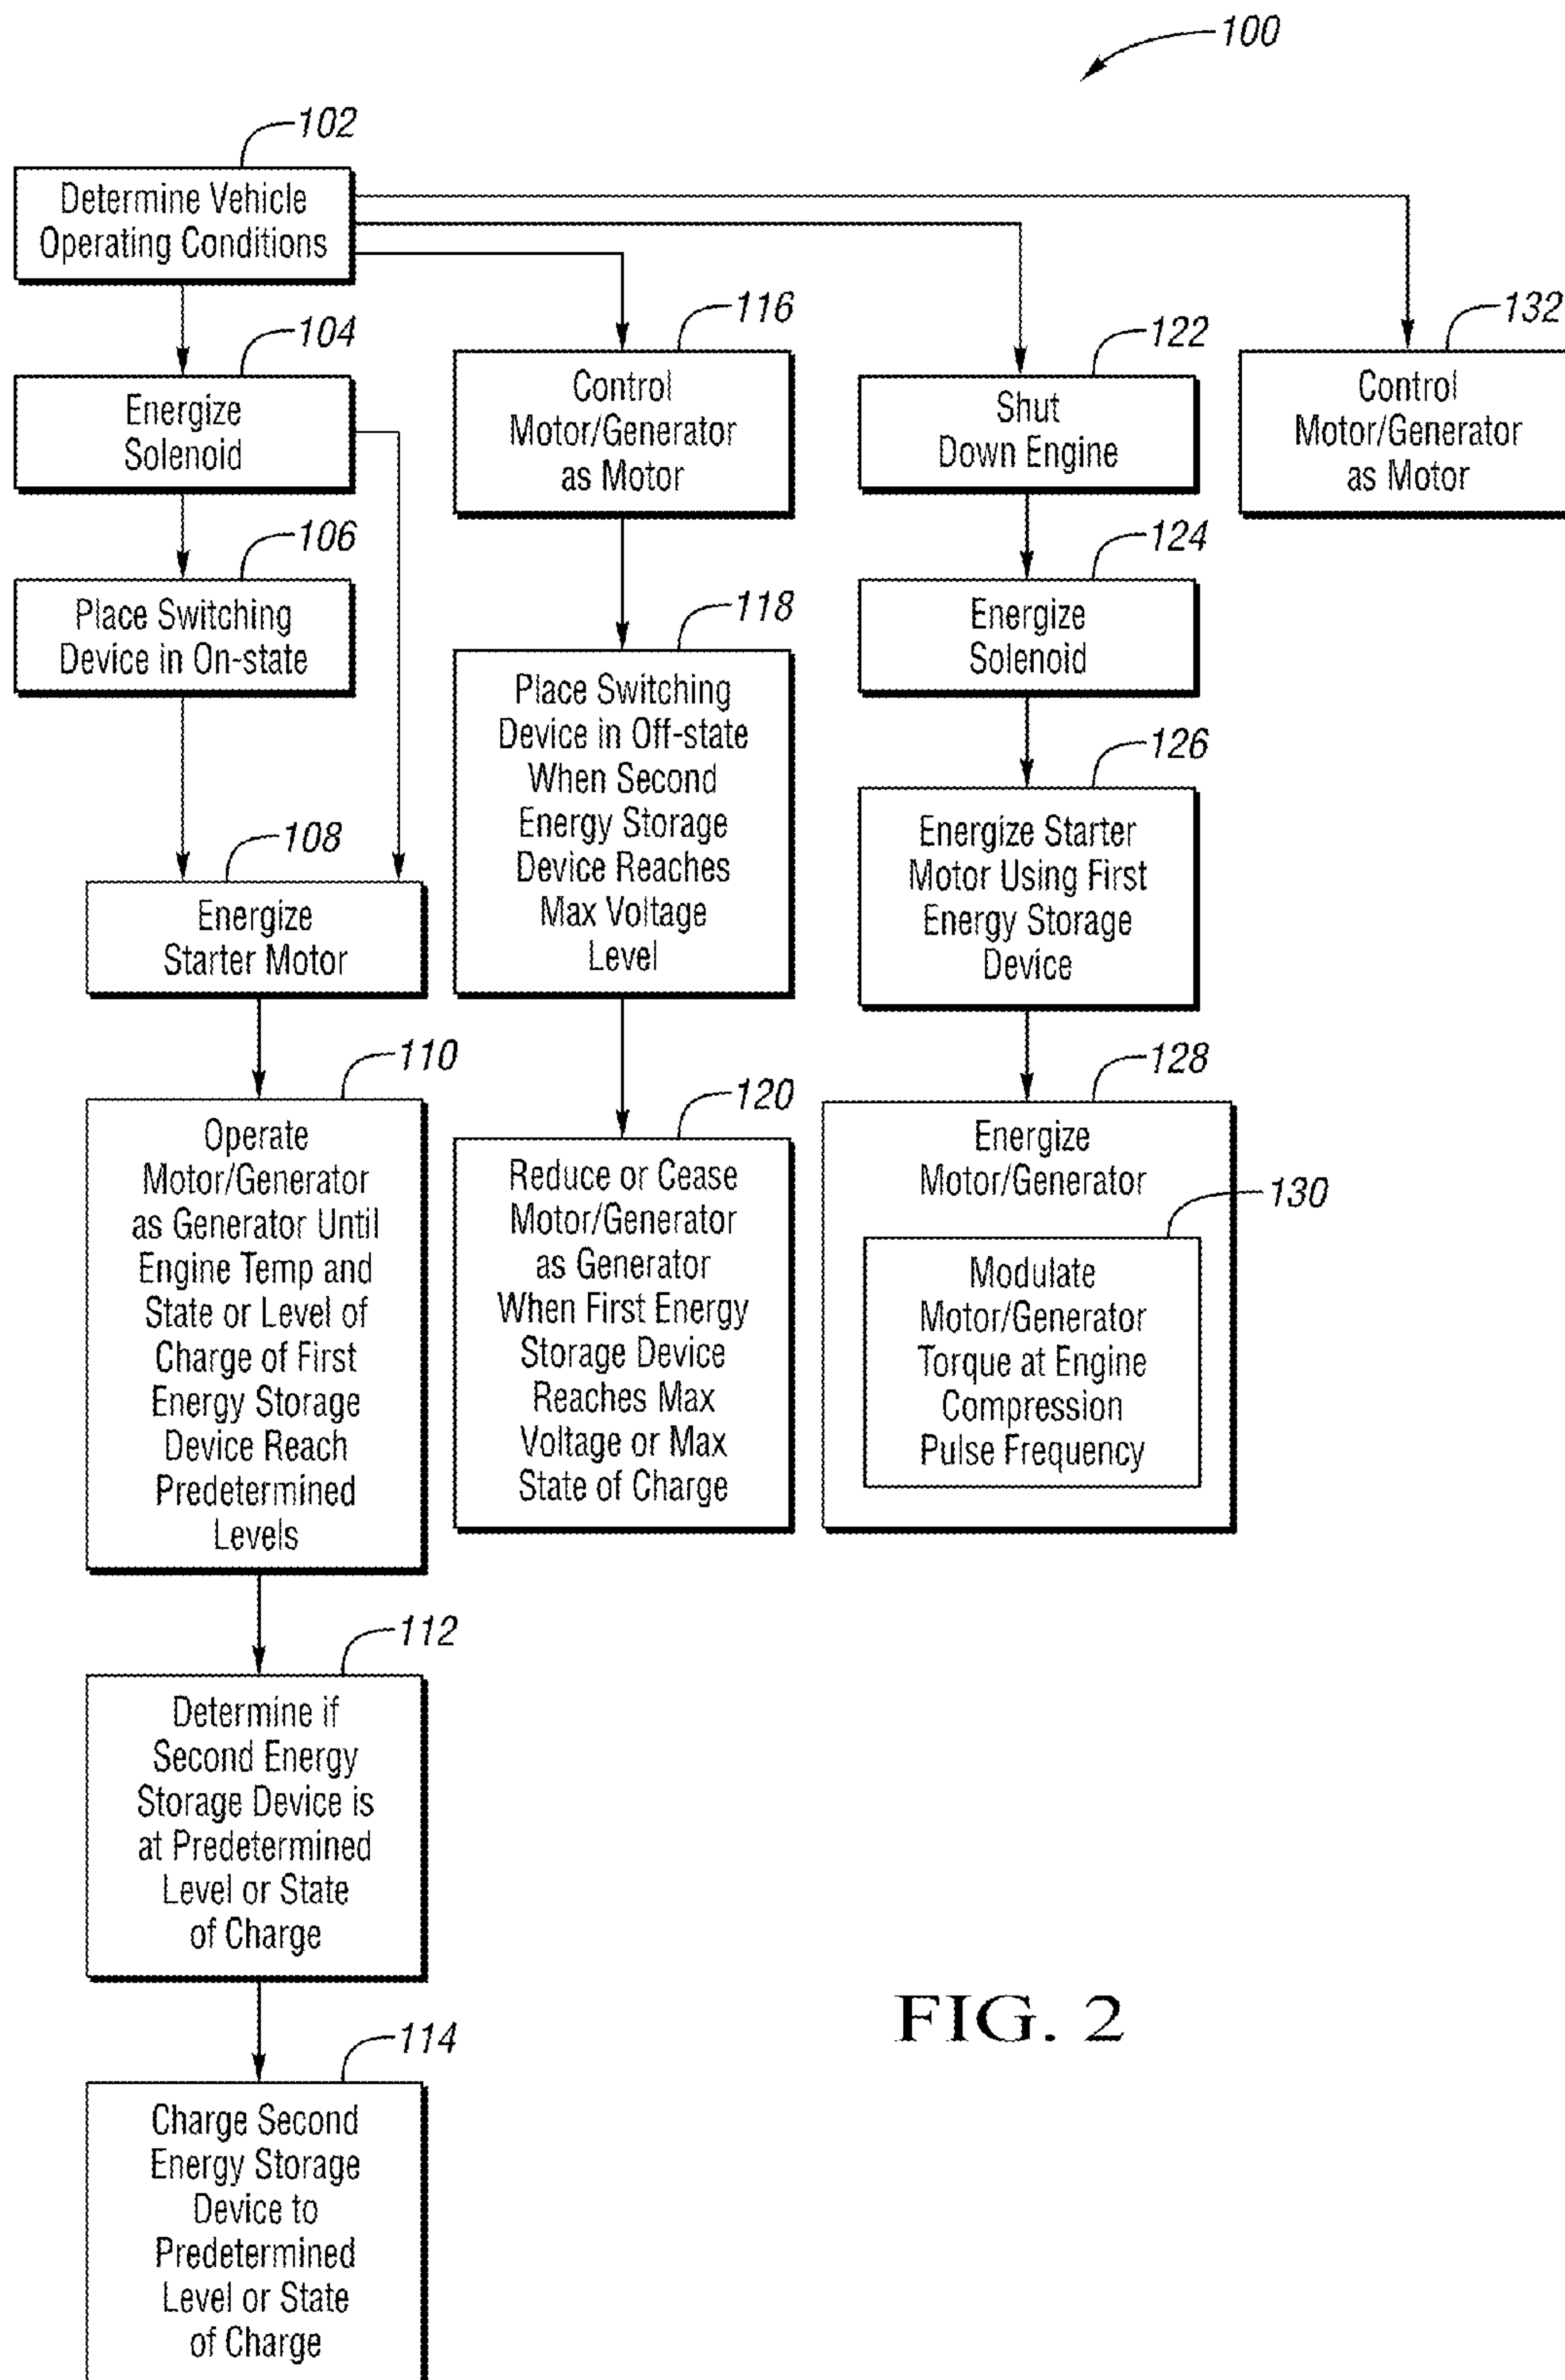 100
102
Determine Vehicle
Operating Conditions
104
Energize
Solenoid
106
Place Switching
Device in On-state
108
Energize
Starter Motor
110
Operate
Motor/Generator
as Generator Until
Engine Temp and
State or Level of
Charge of First
Energy Storage
Device Reach
Predetermined
Levels
112
Determine if
Second Energy
Storage Device is
at Predetermined
Level or State
of Charge
114
Charge Second
Energy Storage
Device to
Predetermined
Level or State
of Charge
116
Control
Motor/Generator
as Motor
118
Place Switching
Device in Off-state
When Second
Energy Storage
Device Reaches
Max Voltage
Level
120
Reduce or Cease
Motor/Generator
as Generator
When First Energy
Storage Device
Reaches Max
Voltage or Max
State of Charge
122
Shut
Down Engine
124
Energize
Solenoid
126
Energize Starter
Motor Using First
Energy Storage
Device
128
Energize
Motor/Generator
130
Modulate
Motor/Generator
Torque at Engine
Compression
Pulse Frequency
132
Control
Motor/Generator
as Motor
FIG. 2